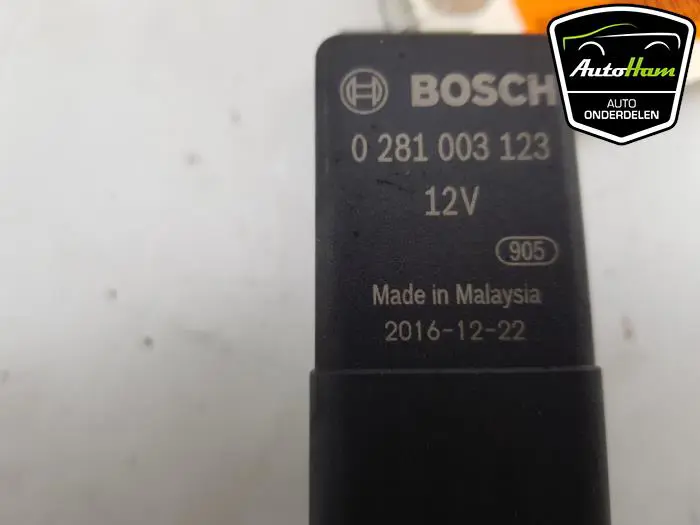 BOSCH
0 281 003 123
12V
905
Made in Malaysia
2016-12-22
AutoHam
AUTO
ONDERDELEN